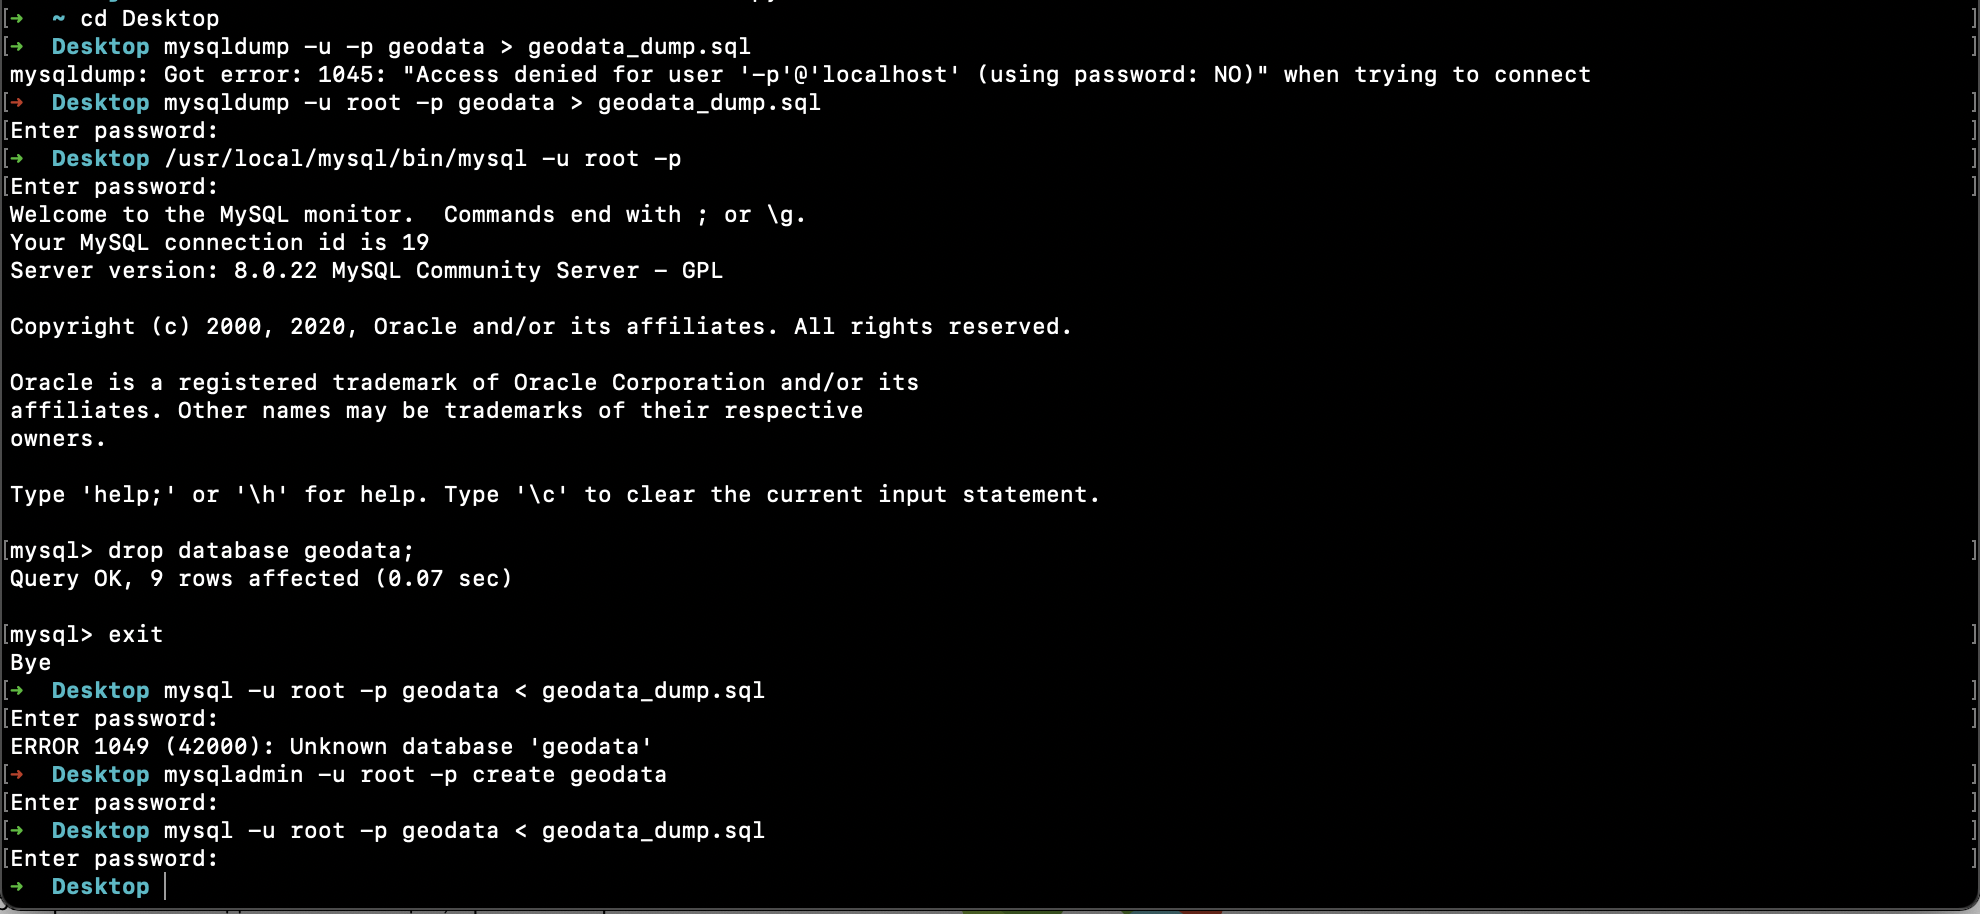 [➜  ~ cd Desktop ]
[➜  Desktop mysqldump -u -p geodata > geodata_dump.sql ]
mysqldump: Got error: 1045: "Access denied for user '-p'@'localhost' (using password: NO)" when trying to connect
[➜  Desktop mysqldump -u root -p geodata > geodata_dump.sql ]
[Enter password: ]
[➜  Desktop /usr/local/mysql/bin/mysql -u root -p ]
[Enter password: ]
Welcome to the MySQL monitor.  Commands end with ; or \g.
Your MySQL connection id is 19
Server version: 8.0.22 MySQL Community Server - GPL
Copyright (c) 2000, 2020, Oracle and/or its affiliates. All rights reserved.
Oracle is a registered trademark of Oracle Corporation and/or its
affiliates. Other names may be trademarks of their respective
owners.
Type 'help;' or '\h' for help. Type '\c' to clear the current input statement.
[mysql> drop database geodata; ]
Query OK, 9 rows affected (0.07 sec)
[mysql> exit ]
Bye
[➜  Desktop mysql -u root -p geodata < geodata_dump.sql ]
[Enter password: ]
ERROR 1049 (42000): Unknown database 'geodata'
[➜  Desktop mysqladmin -u root -p create geodata ]
[Enter password: ]
[➜  Desktop mysql -u root -p geodata < geodata_dump.sql ]
[Enter password: ]
➜  Desktop